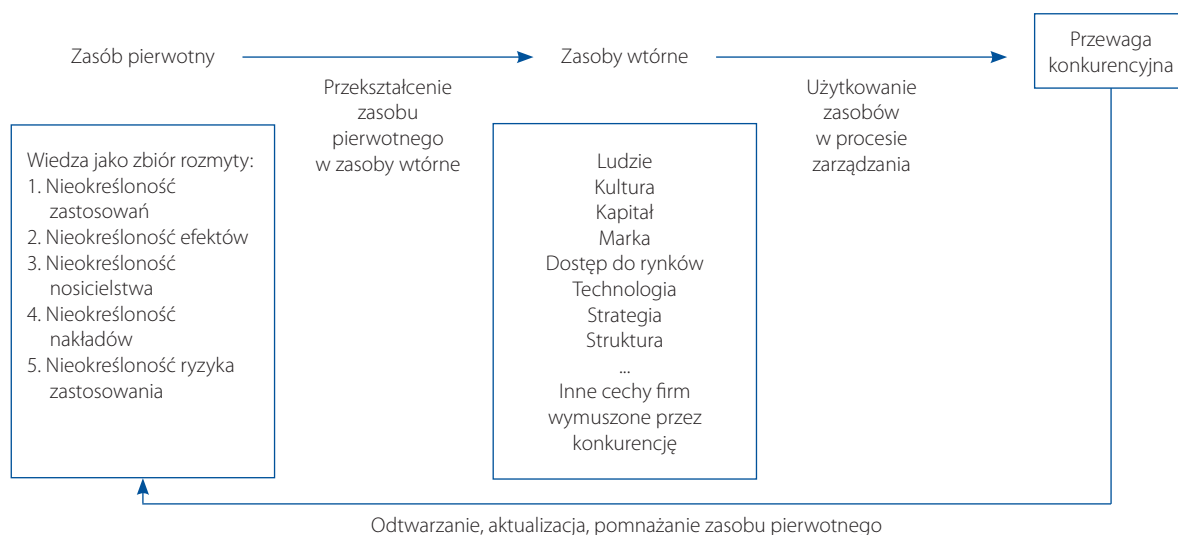 Zasób pierwotny
Przekształcenie
zasobu
pierwotnego
w zasoby wtórne
Zasoby wtórne
Użytkowanie
zasobów
w procesie
zarządzania
Przewaga
konkurencyjna
Wiedza jako zbiór rozmyty:
1. Nieokreśloność
zastosowań
2. Nieokreśloność efektów
3. Nieokreśloność
nosicielstwa
4. Nieokreśloność
nakładów
5. Nieokreśloność ryzyka
zastosowania
Ludzie
Kultura
Kapitał
Marka
Dostęp do rynków
Technologia
Strategia
Struktura
...
Inne cechy firm
wymuszone przez
konkurencję
Odtwarzanie, aktualizacja, pomnażanie zasobu pierwotnego